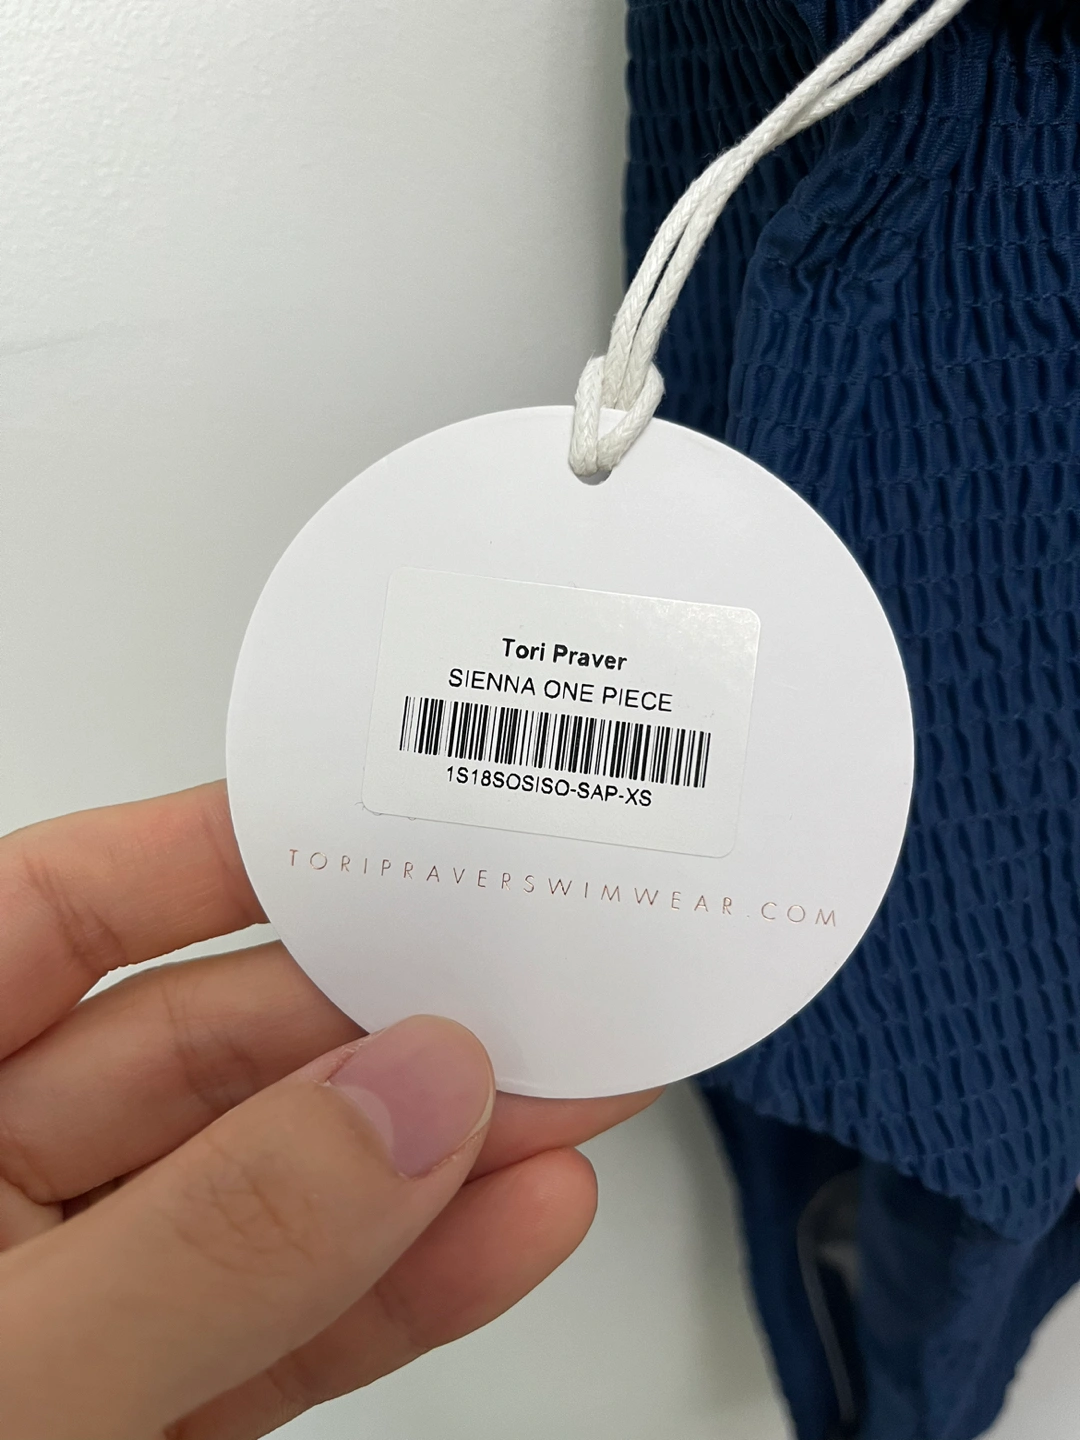 Tori Praver
SIENNA ONE PIECE
1S18SOSISO-SAP-XS
TORIPRAVERSWIMWEAR.COM